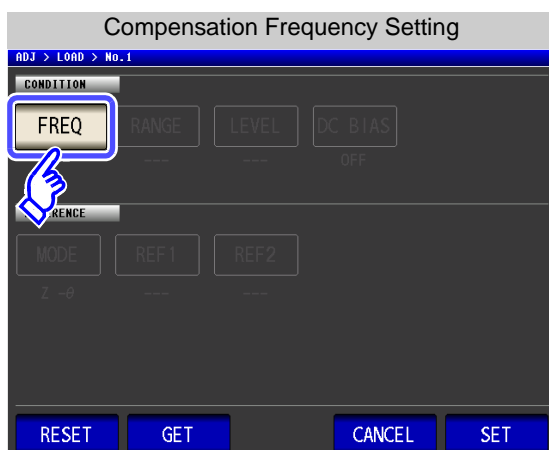 Compensation Frequency Setting
ADJ > LOAD > No.1
CONDITION
FREQ RANGE LEVEL DC BIAS
--- --- OFF
RENCE
MODE REF1 REF2
Z -θ --- ---
RESET GET CANCEL SET